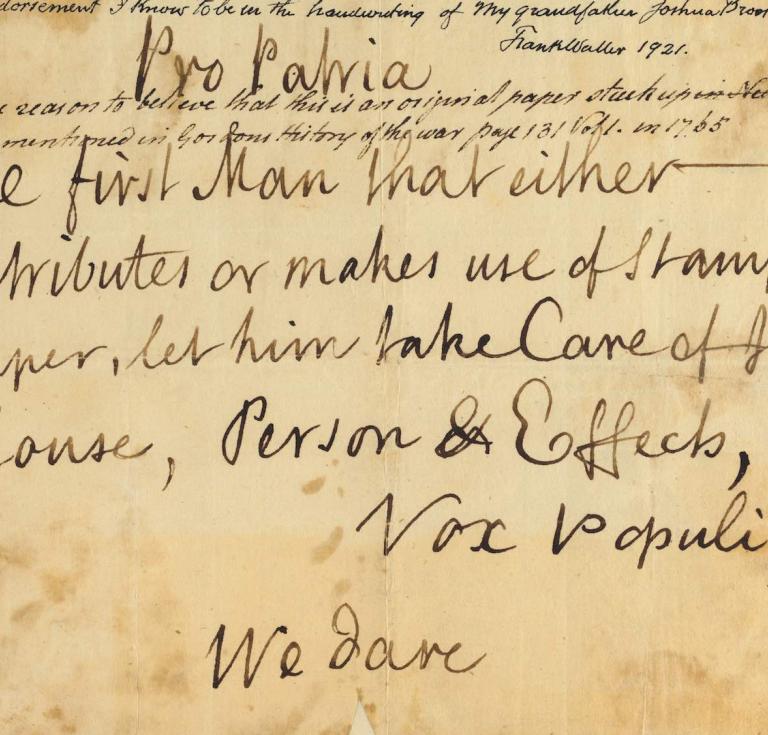 dorsement I know to be in the handwriting of my grandfather Joshua Broo
Frank Waller 1921.
Pro Patria
e reason to believe that this is an original paper stuck up in
mentioned in Gordons History of the war page 131 Vol 1. in 1765
e first Man that either
tributes or makes use of Stam
per, let him take Care of
ouse, Person & Effects,
Vox Populi
We dare